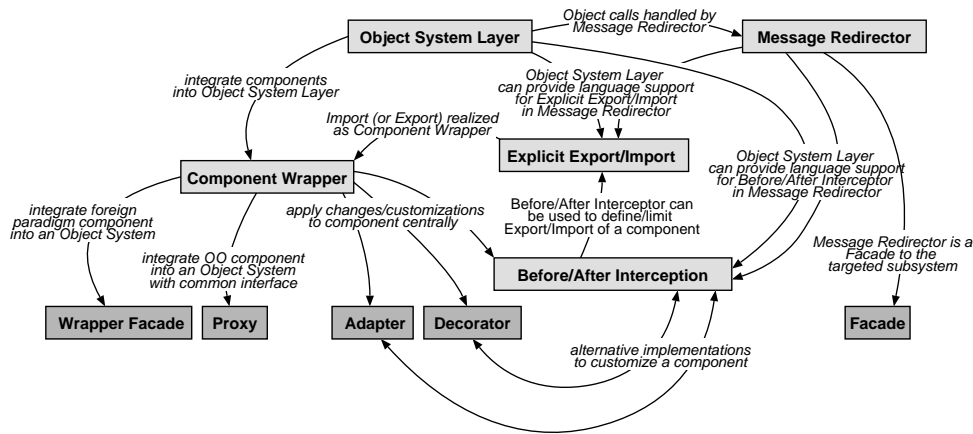 Object calls handled by
Message Redirector
Object System Layer
Message Redirector
integrate components
into Object System Layer
Object System Layer
can provide language support
for Explicit Export/Import
in Message Redirector
Import (or Export) realized
as Component Wrapper
Explicit Export/Import
Object System Layer
can provide language support
for Before/After Interceptor
in Message Redirector
Component Wrapper
integrate foreign
paradigm component
into an Object System
apply changes/customizations
to component centrally
Before/After Interceptor can
be used to define/limit
Export/Import of a component
integrate OO component
into an Object System
with common interface
Message Redirector is a
Facade to the
targeted subsystem
Before/After Interception
Wrapper Facade
Proxy
Adapter
Decorator
Facade
alternative implementations
to customize a component